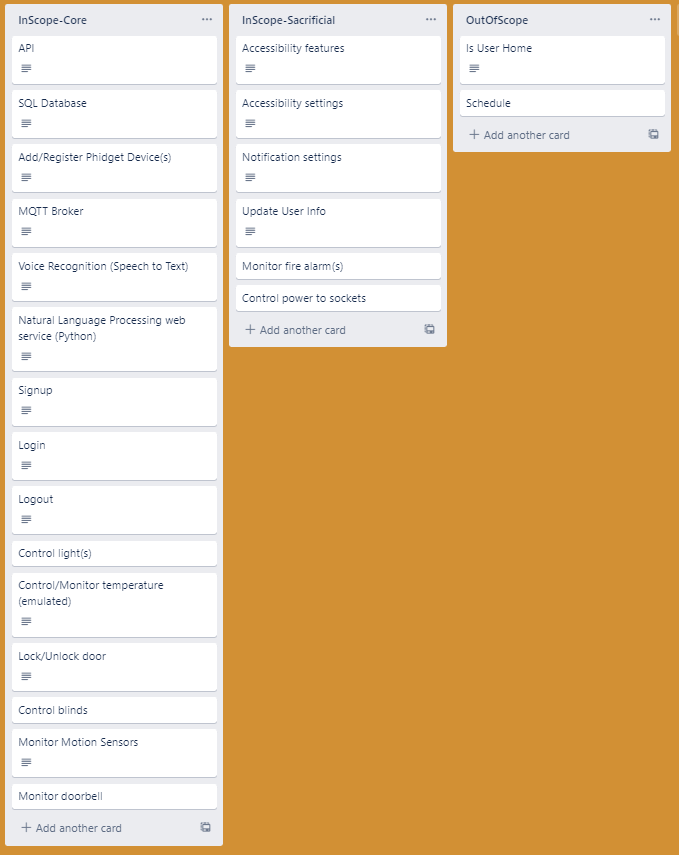 InScope-Core
API
SQL Database
Add/Register Phidget Device(s)
MQTT Broker
Voice Recognition (Speech to Text)
Natural Language Processing web
service (Python)
Signup
Login
Logout
Control light(s)
Control/Monitor temperature
(emulated)
Lock/Unlock door
Control blinds
Monitor Motion Sensors
Monitor doorbell
Add another card
InScope-Sacrificial
Accessibility features
Accessibility settings
Notification settings
Update User Info
Monitor fire alarm(s)
Control power to sockets
Add another card
OutOfScope
Is User Home
Schedule
Add another card